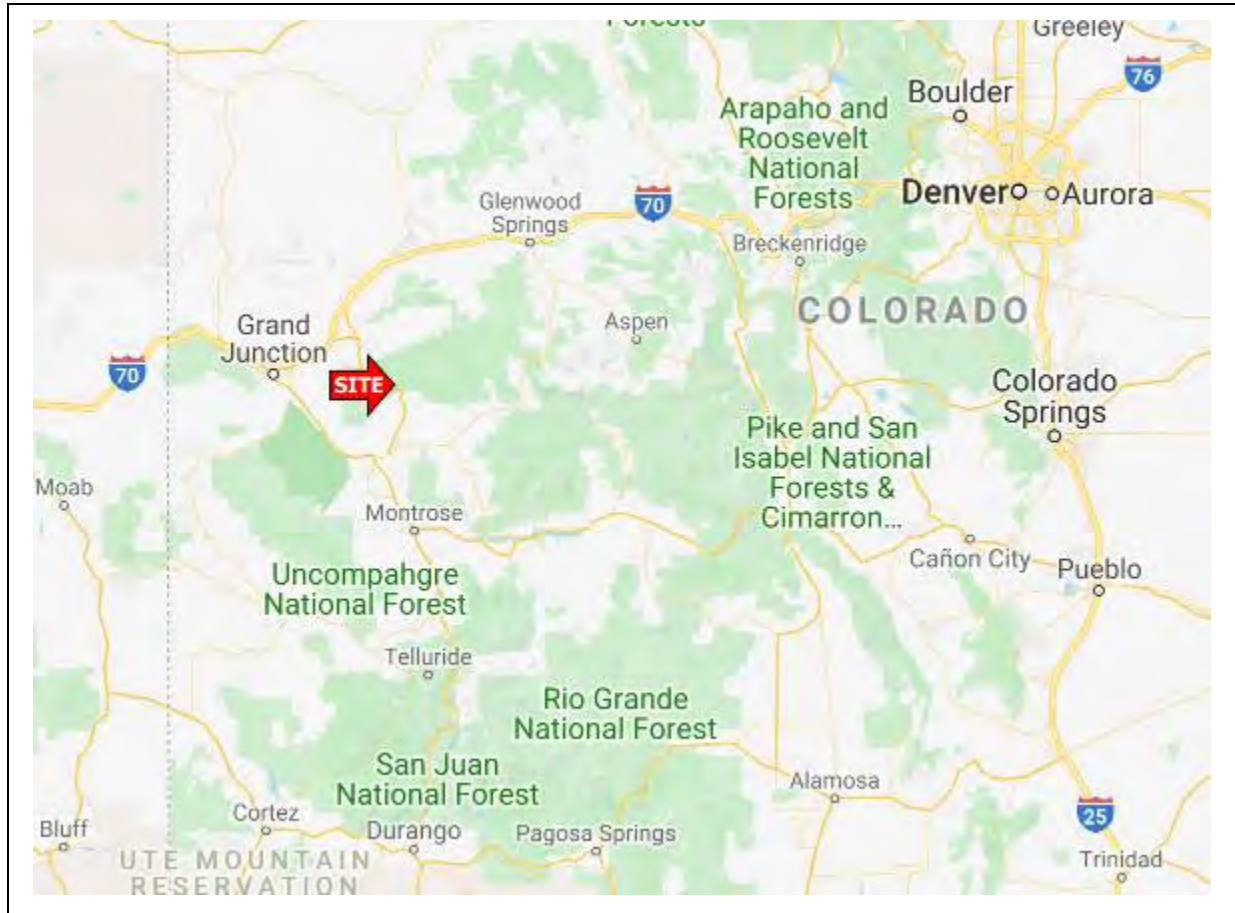 Forests
Greeley
76
Boulder
Arapaho and
Roosevelt
National
Forests
Denver
Aurora
Glenwood
Springs
70
Breckenridge
COLORADO
Grand
Junction
Aspen
70
SITE
Colorado
Springs
Pike and San
Isabel National
Forests &
Cimarron...
Moab
Montrose
Cañon City
Pueblo
Uncompahgre
National Forest
Telluride
Rio Grande
National Forest
San Juan
National Forest
Alamosa
Cortez
Durango
Pagosa Springs
25
Bluff
UTE MOUNTAIN
RESERVATION
Trinidad